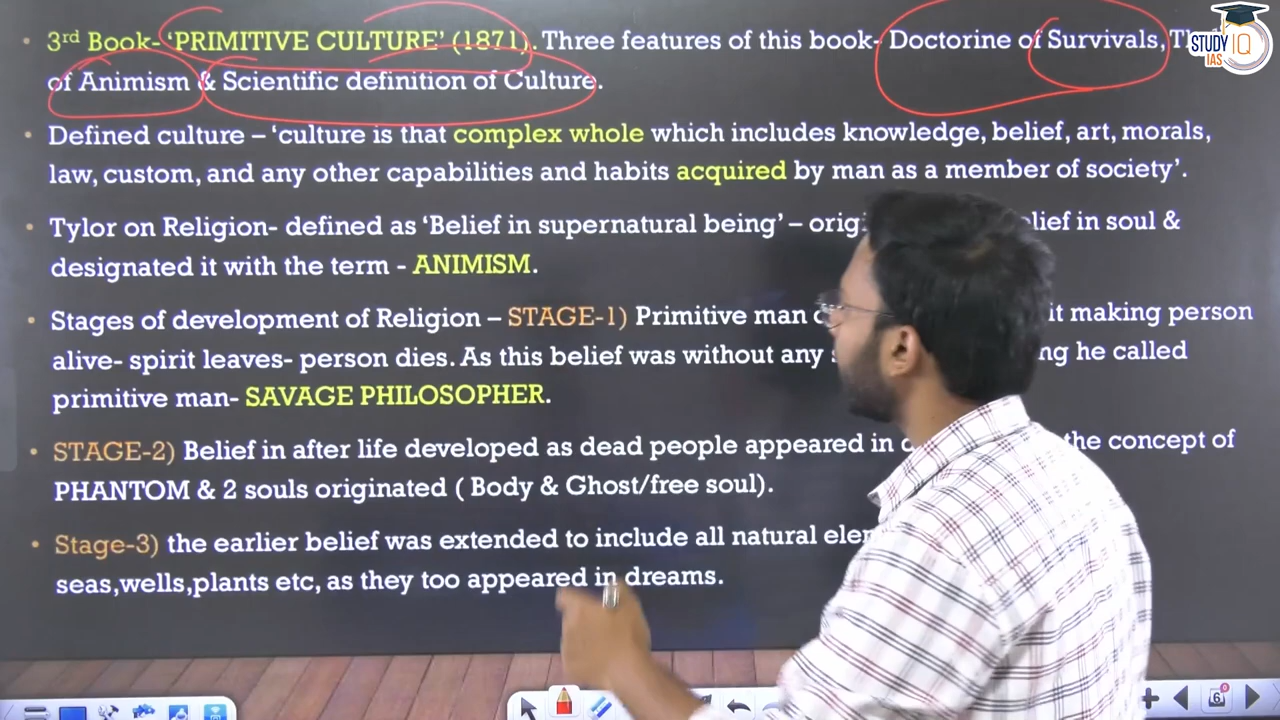 • 3rd Book- ‘PRIMITIVE CULTURE’ (1871). Three features of this book- Doctorine of Survivals,
of Animism & Scientific definition of Culture.
• Defined culture – ‘culture is that complex whole which includes knowledge, belief, art, morals,
law, custom, and any other capabilities and habits acquired by man as a member of society’.
• Tylor on Religion- defined as ‘Belief in supernatural being’ – in soul &
designated it with the term - ANIMISM.
• Stages of development of Religion – STAGE-1) Primitive man it making person
alive- spirit leaves- person dies. As this belief was without any he called
primitive man- SAVAGE PHILOSOPHER.
• STAGE-2) Belief in after life developed as dead people appeared in the concept of
PHANTOM & 2 souls originated ( Body & Ghost/free soul).
• Stage-3) the earlier belief was extended to include all natural
seas,wells,plants etc, as they too appeared in dreams.
STUDY IQ
IAS
6